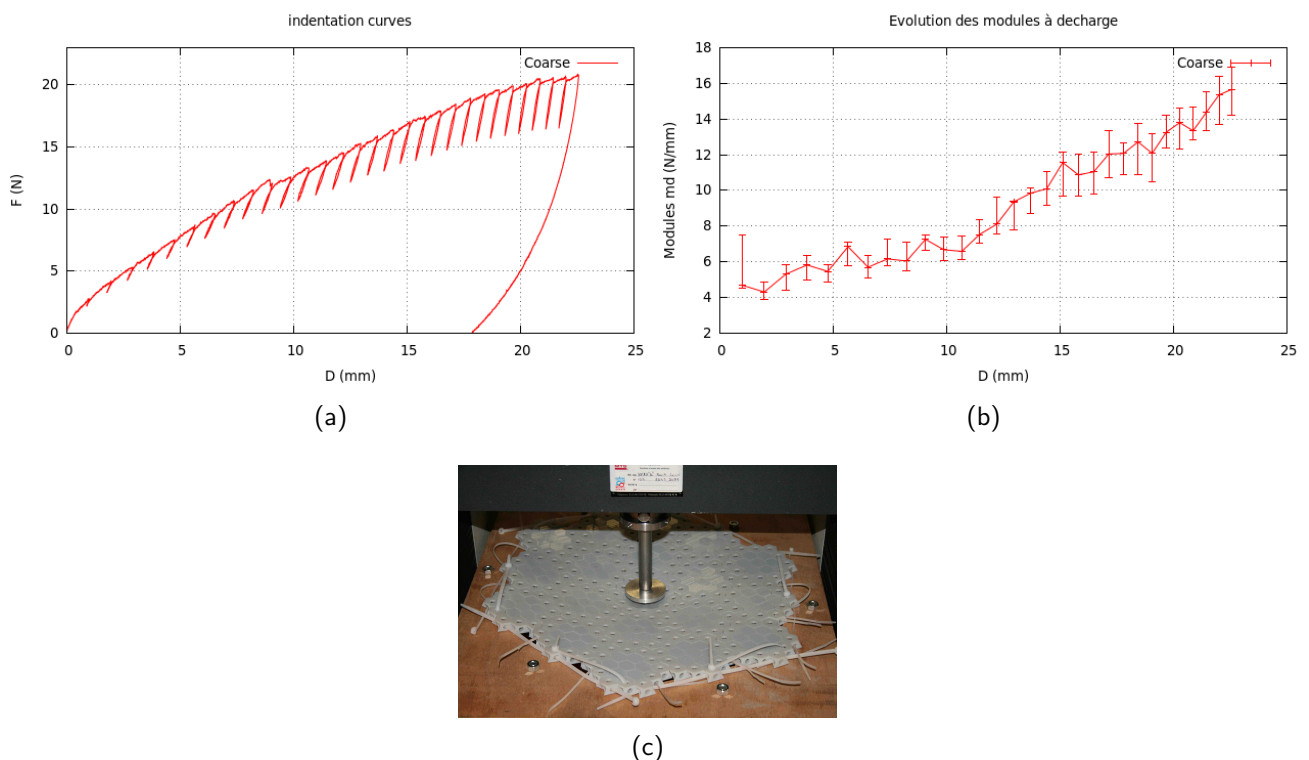 indentation curves
Coarse
F (N)
20
15
10
5
0
0 5 10 15 20 25
D (mm)
(a)
Evolution des modules à decharge
Coarse
Modules md (N/mm)
18
16
14
12
10
8
6
4
2
0 5 10 15 20 25
D (mm)
(b)
(c)